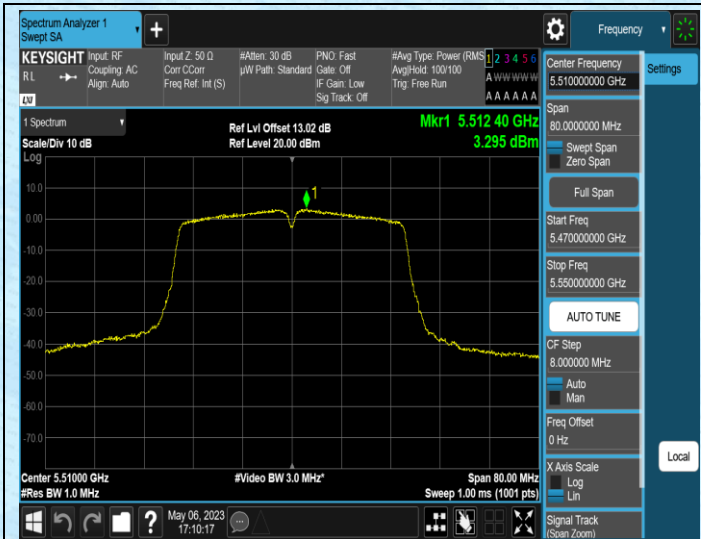 Spectrum Analyzer 1
Swept SA
Frequency
KEYSIGHT
RL
Input: RF
Coupling: AC
Align: Auto
Input Z: 50 Ω
Corr CCorr
Freq Ref: Int (S)
#Atten: 30 dB
µW Path: Standard
PNO: Fast
Gate: Off
IF Gain: Low
Sig Track: Off
#Avg Type: Power (RMS
Avg|Hold: 100/100
Trig: Free Run
1 2 3 4 5 6
A W W W W W
A A A A A A
LXI
1 Spectrum
Scale/Div 10 dB
Log
Ref Lvl Offset 13.02 dB
Ref Level 20.00 dBm
Mkr1 5.512 40 GHz
3.295 dBm
1
10.0
0.00
-10.0
-20.0
-30.0
-40.0
-50.0
-60.0
-70.0
Center 5.51000 GHz
#Res BW 1.0 MHz
#Video BW 3.0 MHz*
Span 80.00 MHz
Sweep 1.00 ms (1001 pts)
?
May 06, 2023
17:10:17
Settings
Center Frequency
5.510000000 GHz
Span
80.0000000 MHz
Swept Span
Zero Span
Full Span
Start Freq
5.470000000 GHz
Stop Freq
5.550000000 GHz
AUTO TUNE
CF Step
8.000000 MHz
Auto
Man
Freq Offset
0 Hz
X Axis Scale
Log
Lin
Signal Track
(Span Zoom)
Local